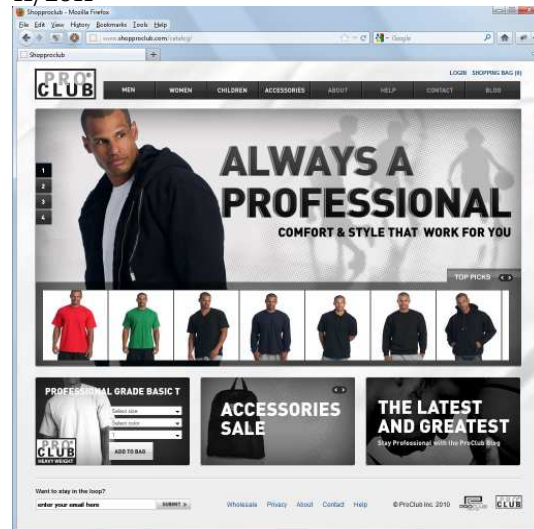 11/2011
Shopproclub - Mozilla Firefox
File Edit View History Bookmarks Tools Help
www.shopproclub.com/catalog/
Google
Shopproclub
LOGIN SHOPPING BAG (0)
PRO CLUB
MEN WOMEN CHILDREN ACCESSORIES ABOUT HELP CONTACT BLOG
1
2
3
4
ALWAYS A
PROFESSIONAL
COMFORT & STYLE THAT WORK FOR YOU
TOP PICKS
PROFESSIONAL GRADE BASIC T
Select size
Select color
1
ADD TO BAG
PRO CLUB
HEAVY WEIGHT
ACCESSORIES
SALE
THE LATEST
AND GREATEST
Stay Professional with the ProClub Blog
Want to stay in the loop?
enter your email here SUBMIT
Wholesale Privacy About Contact Help ©ProClub Inc. 2010
PRO CLUB